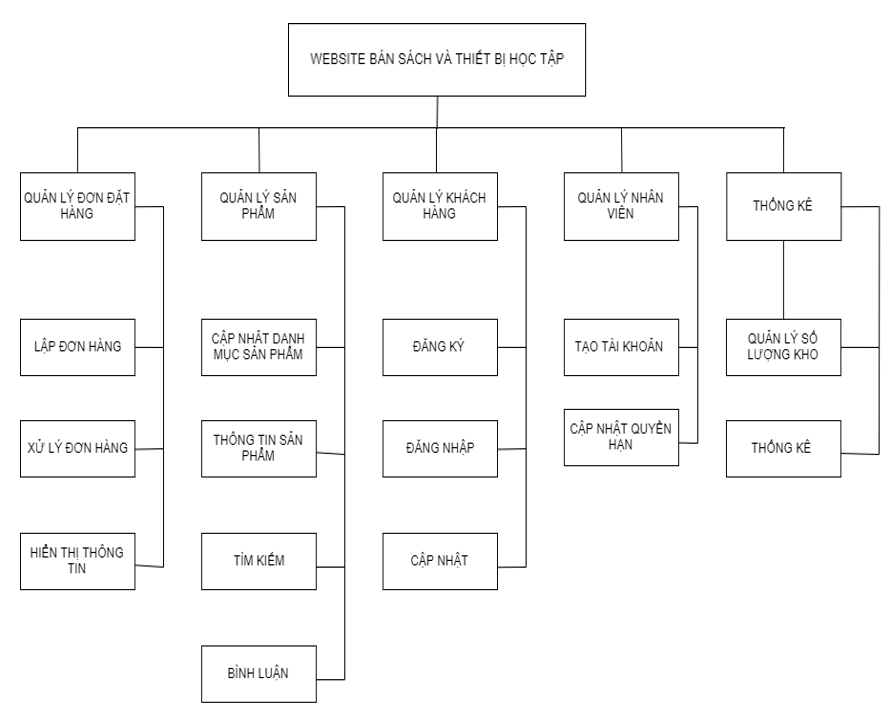 WEBSITE BÁN SÁCH VÀ THIẾT BỊ HỌC TẬP
QUẢN LÝ ĐƠN ĐẶT
HÀNG
QUẢN LÝ SẢN
PHẨM
QUẢN LÝ KHÁCH
HÀNG
QUẢN LÝ NHÂN
VIÊN
THỐNG KÊ
LẬP ĐƠN HÀNG
CẬP NHẬT DANH
MỤC SẢN PHẨM
ĐĂNG KÝ
TẠO TÀI KHOẢN
QUẢN LÝ SỐ
LƯỢNG KHO
XỬ LÝ ĐƠN HÀNG
THÔNG TIN SẢN
PHẨM
ĐĂNG NHẬP
CẬP NHẬT QUYỀN
HẠN
THỐNG KÊ
HIỂN THỊ THÔNG
TIN
TÌM KIẾM
CẬP NHẬT
BÌNH LUẬN